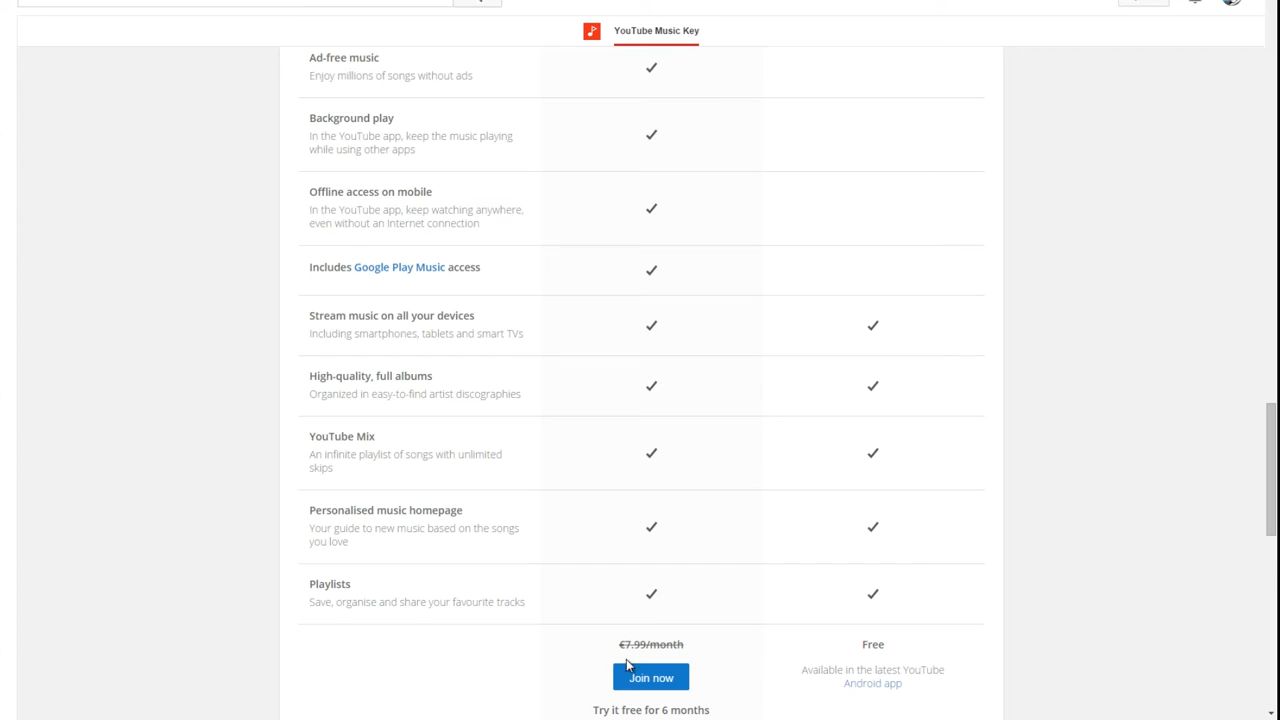 YouTube Music Key
Ad-free music
Enjoy millions of songs without ads
Background play
In the YouTube app, keep the music playing
while using other apps
Offline access on mobile
In the YouTube app, keep watching anywhere,
even without an Internet connection
Includes Google Play Music access
Stream music on all your devices
Including smartphones, tablets and smart TVs
High-quality, full albums
Organized in easy-to-find artist discographies
YouTube Mix
An infinite playlist of songs with unlimited
skips
Personalised music homepage
Your guide to new music based on the songs
you love
Playlists
Save, organise and share your favourite tracks
€7.99/month
Join now
Try it free for 6 months
Free
Available in the latest YouTube
Android app